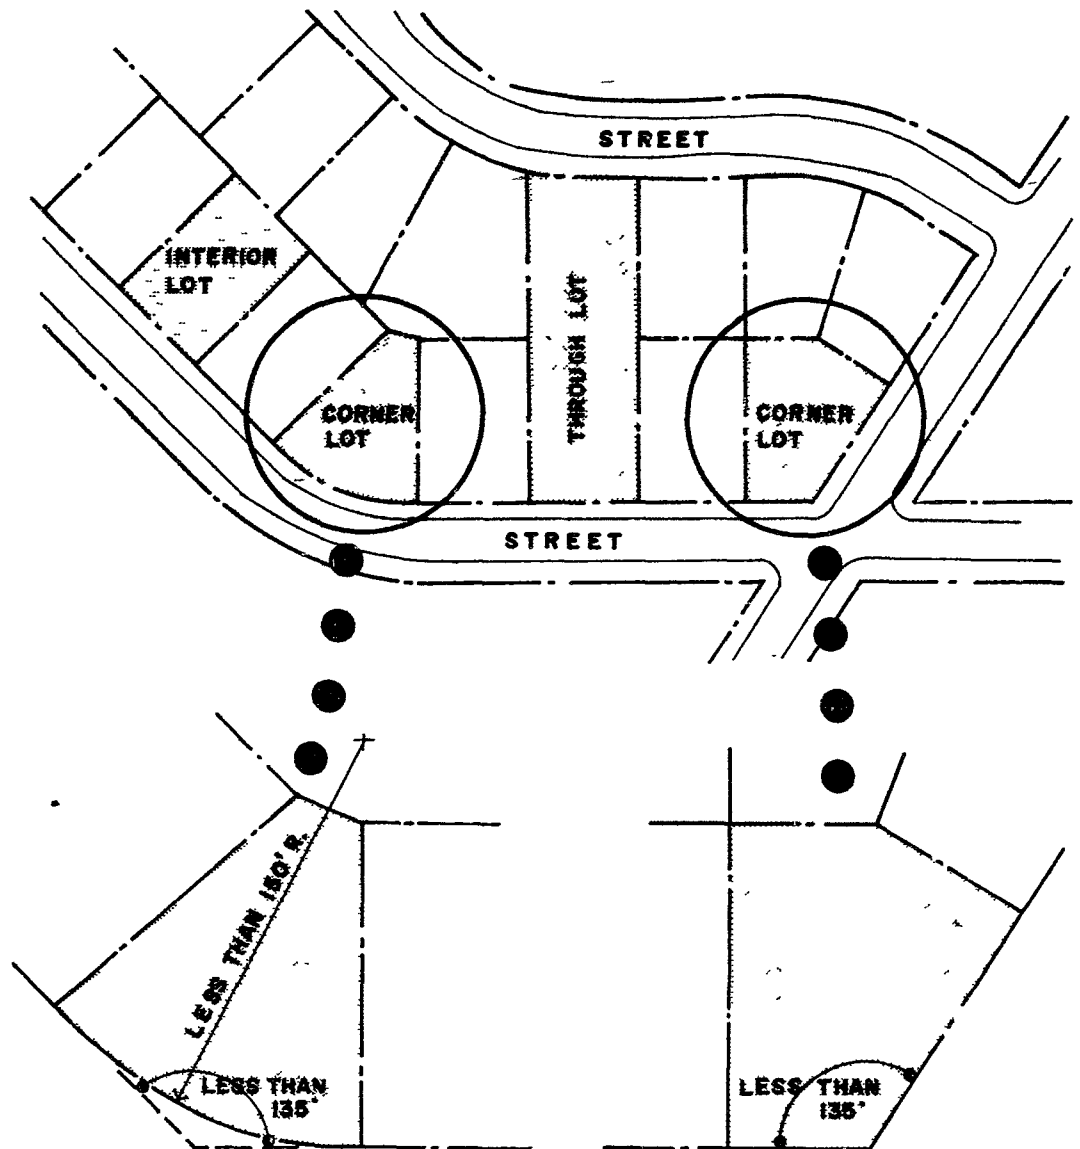 STREET
INTERIOR
LOT
THROUGH LOT
CORNER
LOT
CORNER
LOT
STREET
LESS THAN 150' R.
LESS THAN
135°
LESS THAN
135°